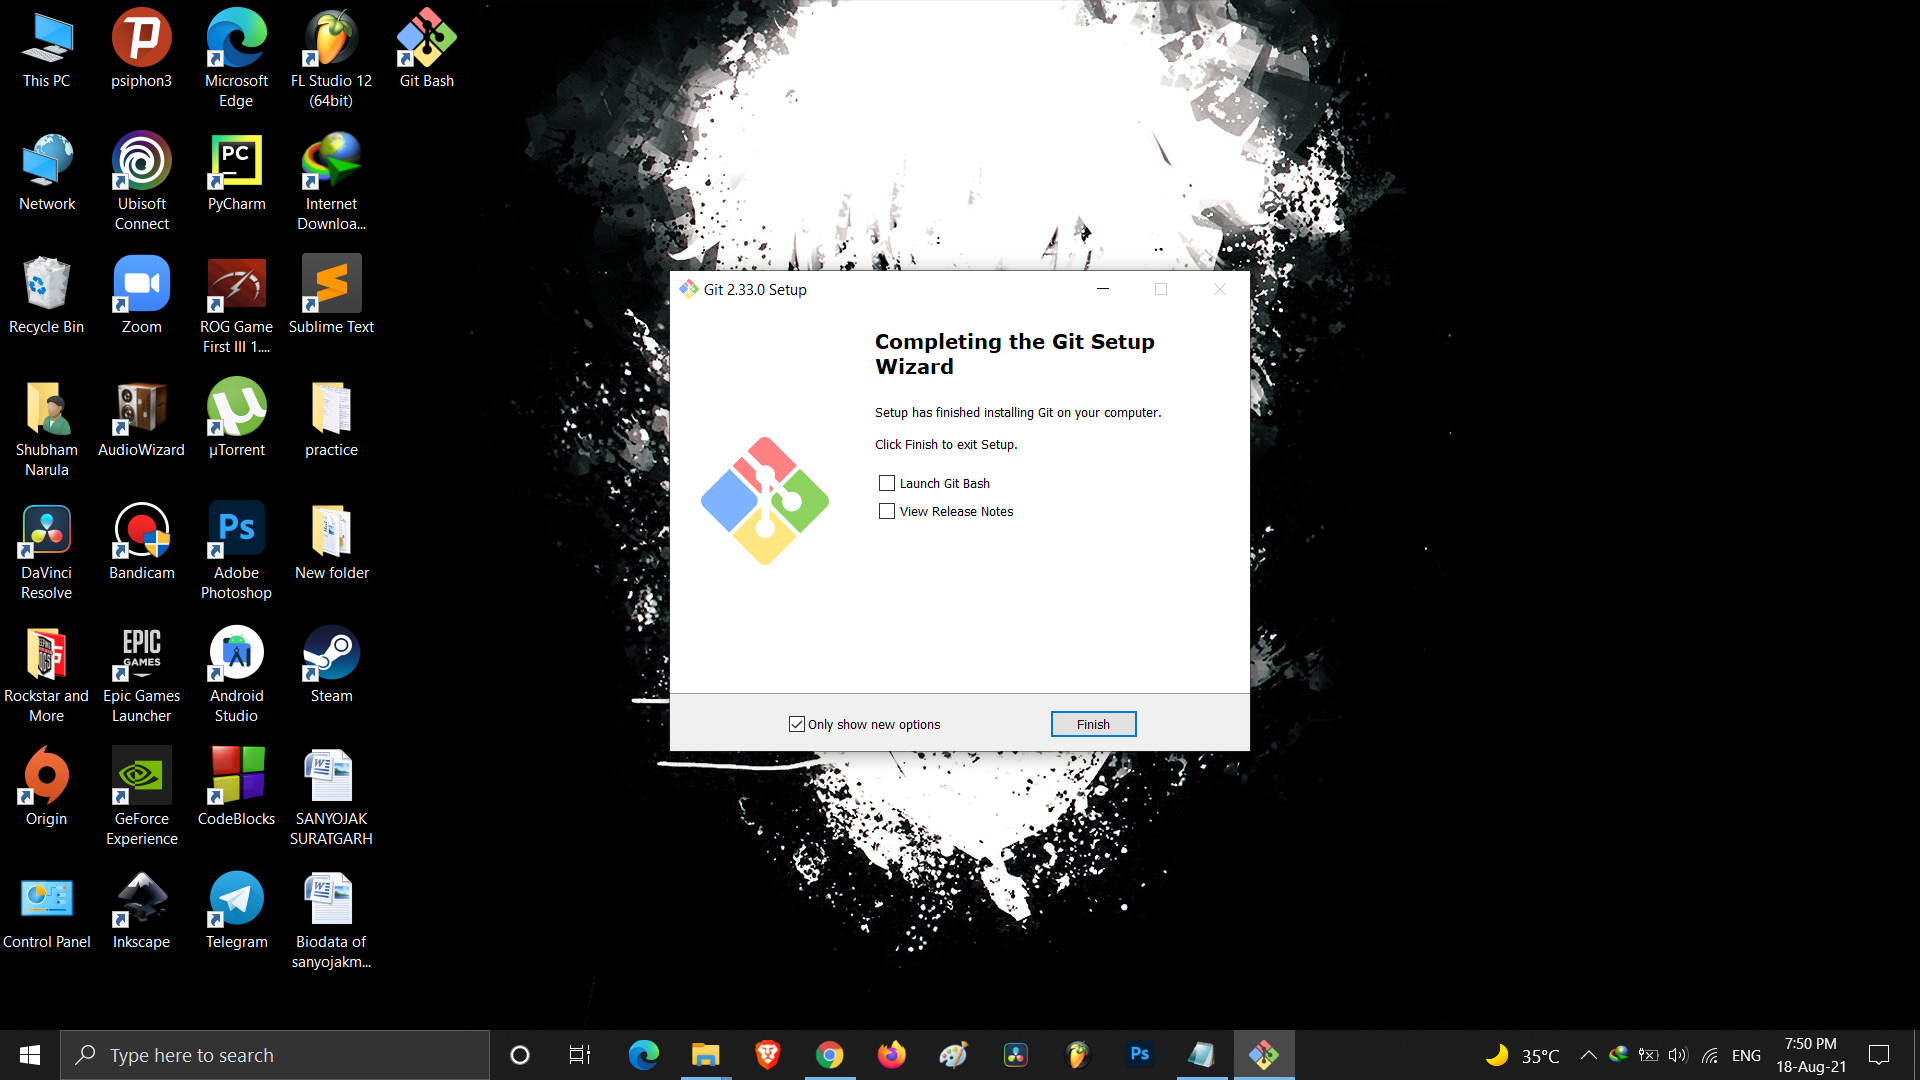 This PC
psiphon3
Microsoft
Edge
FL Studio 12
(64bit)
Git Bash
Network
Ubisoft
Connect
PC
PyCharm
Internet
Downloa...
Recycle Bin
Zoom
ROG Game
First III 1....
Sublime Text
Shubham
Narula
AudioWizard
µTorrent
practice
DaVinci
Resolve
Bandicam
Ps
Adobe
Photoshop
New folder
Rockstar and
More
EPIC
GAMES
Epic Games
Launcher
Android
Studio
Steam
Origin
GeForce
Experience
CodeBlocks
SANYOJAK
SURATGARH
Control Panel
Inkscape
Telegram
Biodata of
sanyojakm...
Git 2.33.0 Setup
Completing the Git Setup
Wizard
Setup has finished installing Git on your computer.
Click Finish to exit Setup.
Launch Git Bash
View Release Notes
Only show new options
Finish
Type here to search
Ps
35°C
ENG
7:50 PM
18-Aug-21